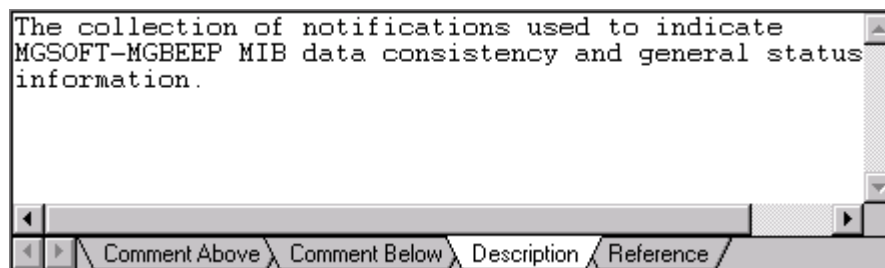 The collection of notifications used to indicate
MGSOFT-MGBEEP MIB data consistency and general status
information.
Comment Above Comment Below Description Reference